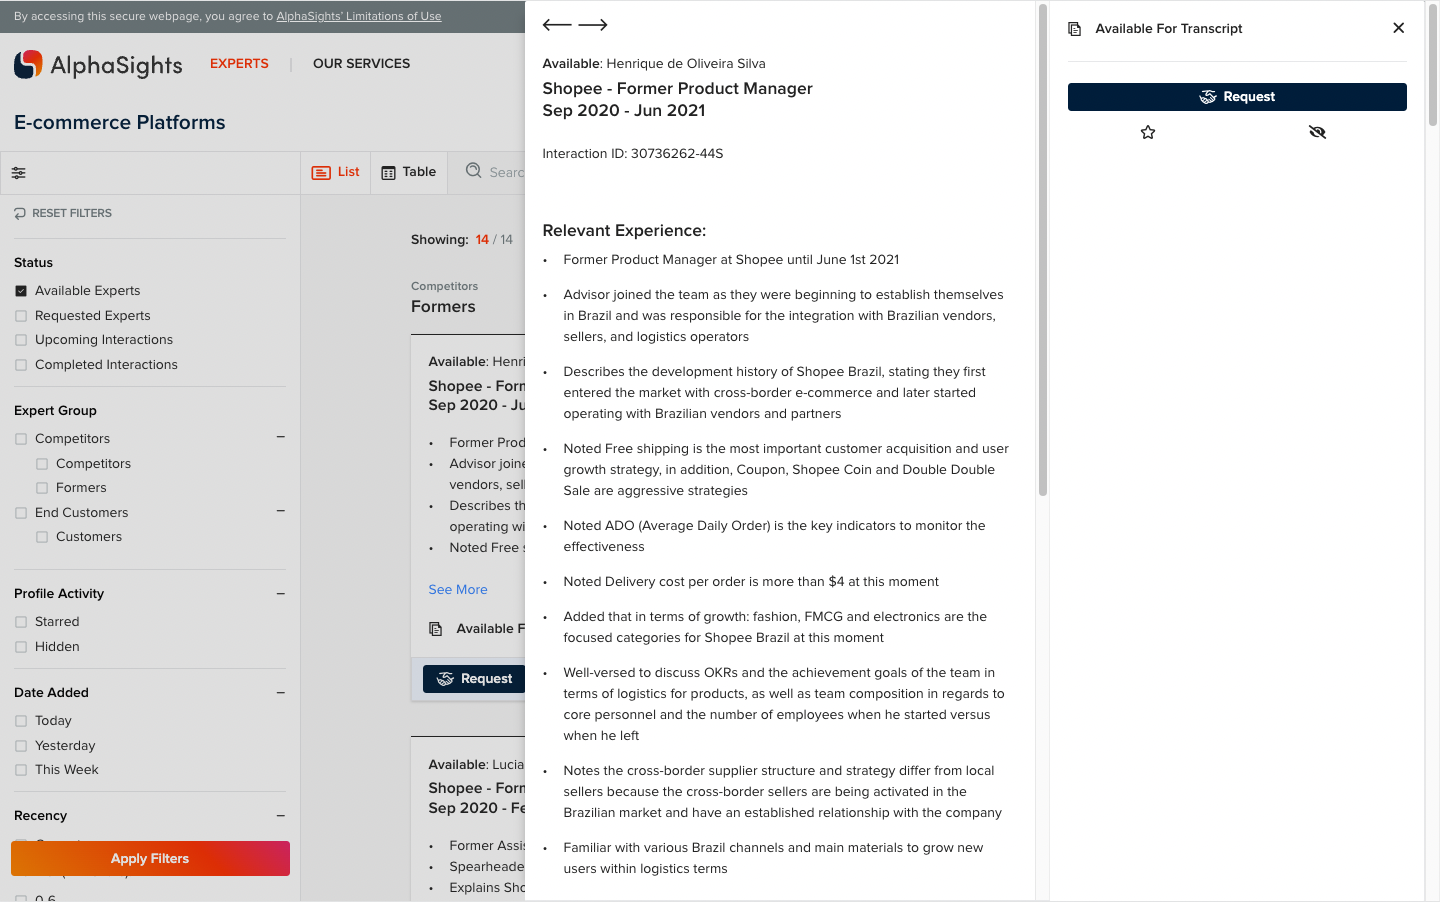 By accessing this secure webpage, you agree to AlphaSights' Limitations of Use
AlphaSights
EXPERTS
OUR SERVICES
E-commerce Platforms
List
Table
Searc
RESET FILTERS
Status
Available Experts
Requested Experts
Upcoming Interactions
Completed Interactions
Expert Group
Competitors
Competitors
Formers
End Customers
Customers
Profile Activity
Starred
Hidden
Date Added
Today
Yesterday
This Week
Recency
Apply Filters
0-6
Showing: 14 / 14
Competitors
Formers
Available: Henri
Shopee - Form
Sep 2020 - Ju
• Former Prod
• Advisor joine
vendors, sell
• Describes th
operating wi
• Noted Free s
See More
Available F
Request
Available: Lucia
Shopee - Form
Sep 2020 - Fe
• Former Assis
• Spearheade
• Explains Sho
Available: Henrique de Oliveira Silva
Shopee - Former Product Manager
Sep 2020 - Jun 2021
Interaction ID: 30736262-44S
Relevant Experience:
• Former Product Manager at Shopee until June 1st 2021
• Advisor joined the team as they were beginning to establish themselves
in Brazil and was responsible for the integration with Brazilian vendors,
sellers, and logistics operators
• Describes the development history of Shopee Brazil, stating they first
entered the market with cross-border e-commerce and later started
operating with Brazilian vendors and partners
• Noted Free shipping is the most important customer acquisition and user
growth strategy, in addition, Coupon, Shopee Coin and Double Double
Sale are aggressive strategies
• Noted ADO (Average Daily Order) is the key indicators to monitor the
effectiveness
• Noted Delivery cost per order is more than $4 at this moment
• Added that in terms of growth: fashion, FMCG and electronics are the
focused categories for Shopee Brazil at this moment
• Well-versed to discuss OKRs and the achievement goals of the team in
terms of logistics for products, as well as team composition in regards to
core personnel and the number of employees when he started versus
when he left
• Notes the cross-border supplier structure and strategy differ from local
sellers because the cross-border sellers are being activated in the
Brazilian market and have an established relationship with the company
• Familiar with various Brazil channels and main materials to grow new
users within logistics terms
Available For Transcript
Request